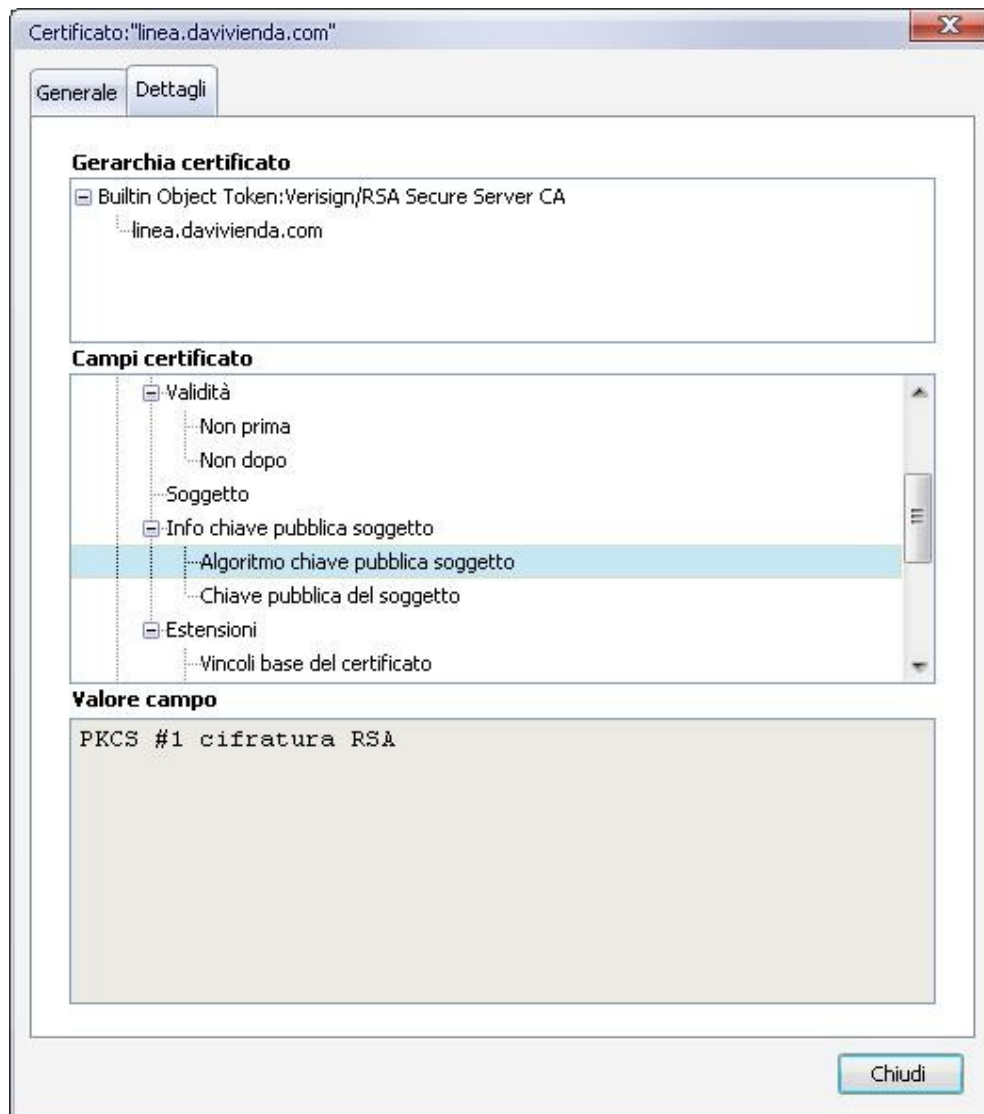 Certificato:"linea.davivienda.com"
Generale Dettagli
Gerarchia certificato
Builtin Object Token:Verisign/RSA Secure Server CA
linea.davivienda.com
Campi certificato
Validità
Non prima
Non dopo
Soggetto
Info chiave pubblica soggetto
Algoritmo chiave pubblica soggetto
Chiave pubblica del soggetto
Estensioni
Vincoli base del certificato
Valore campo
PKCS #1 cifratura RSA
Chiudi